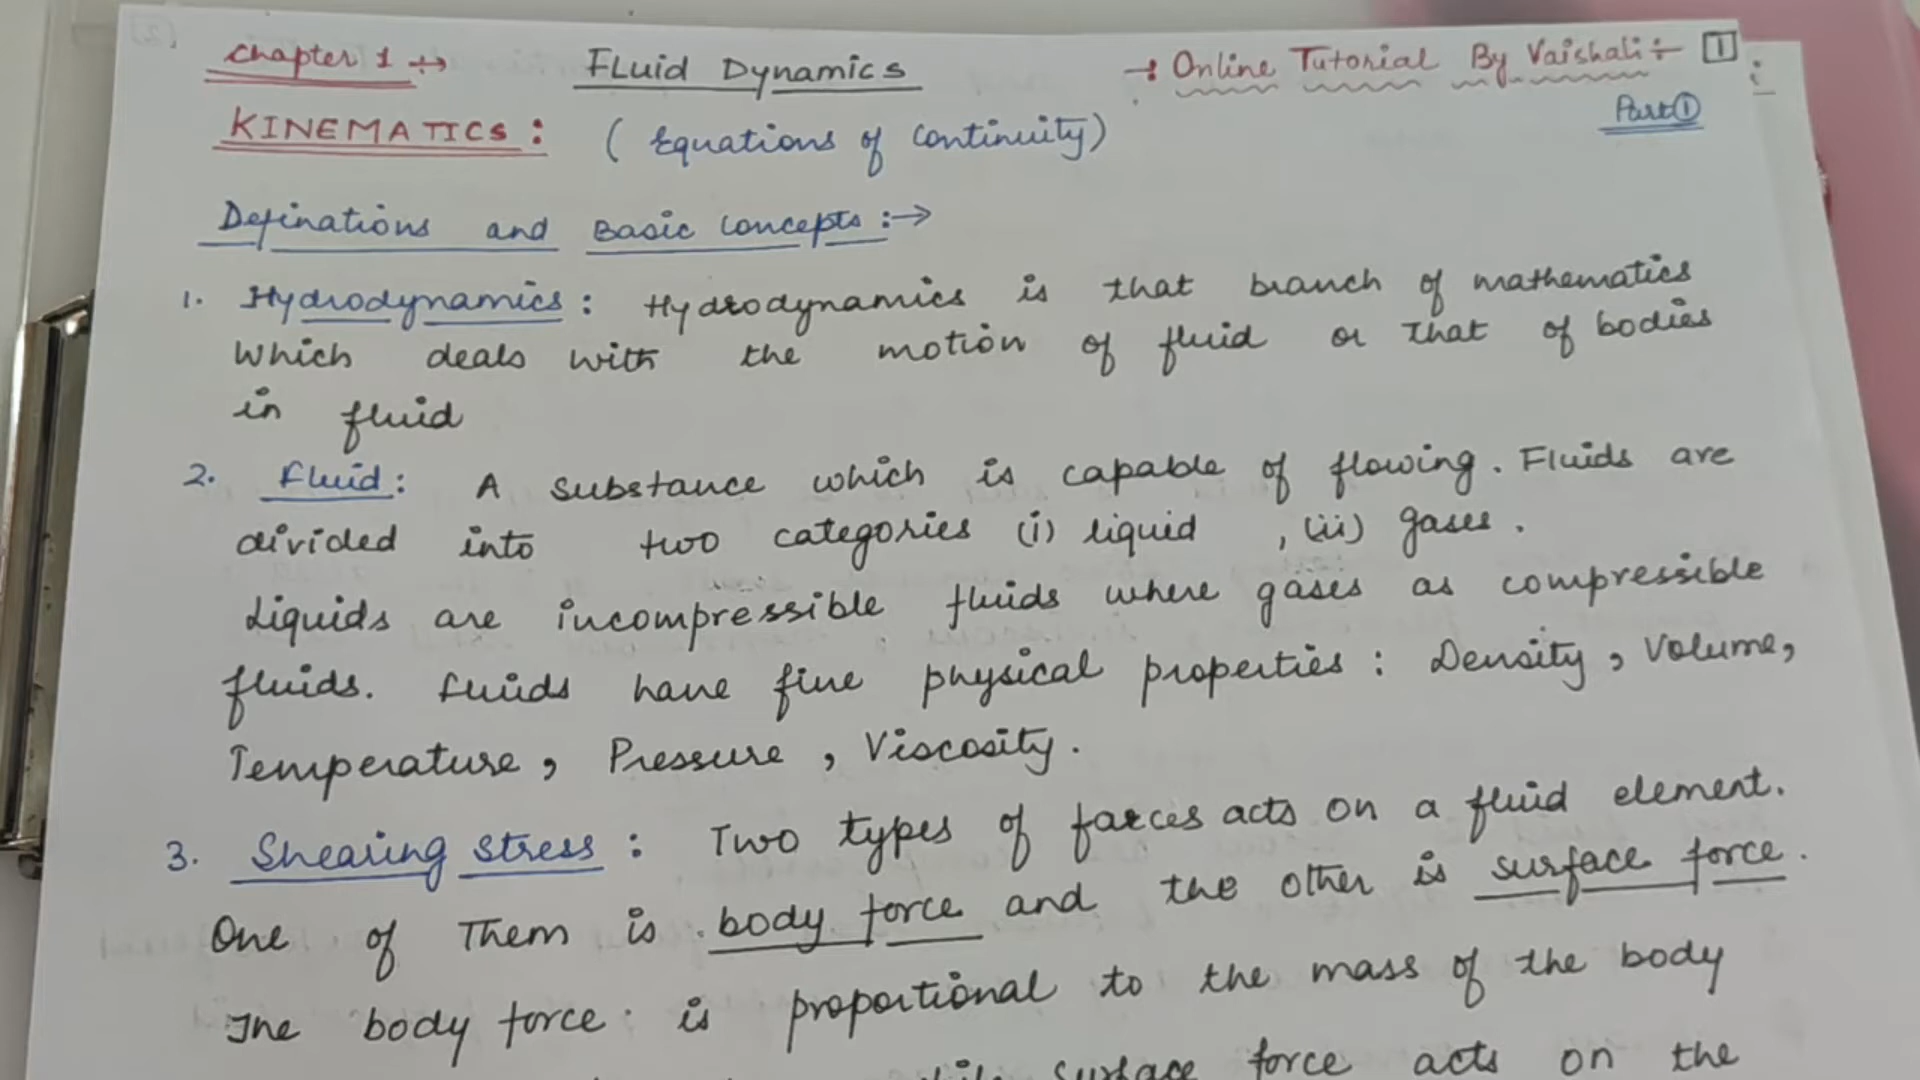 Chapter 1 → Fluid Dynamics → Online Tutorial By Vaishali ÷ 1
Part ①
KINEMATICS : ( Equations of Continuity)
Definations and Basic Concepts :→
1. Hydrodynamics : Hydrodynamics is that branch of mathematics
Which deals with the motion of fluid or that of bodies
in fluid
2. Fluid : A substance which is capable of flowing. Fluids are
divided into two categories (i) liquid , (ii) gases .
Liquids are incompressible fluids where gases as compressible
fluids. Fluids have five physical properties : Density , Volume,
Temperature , Pressure , Viscosity .
3. Shearing Stress : Two types of forces acts on a fluid element.
One of Them is body force and the other is surface force .
The body force is proportional to the mass of the body
surface force acts on the